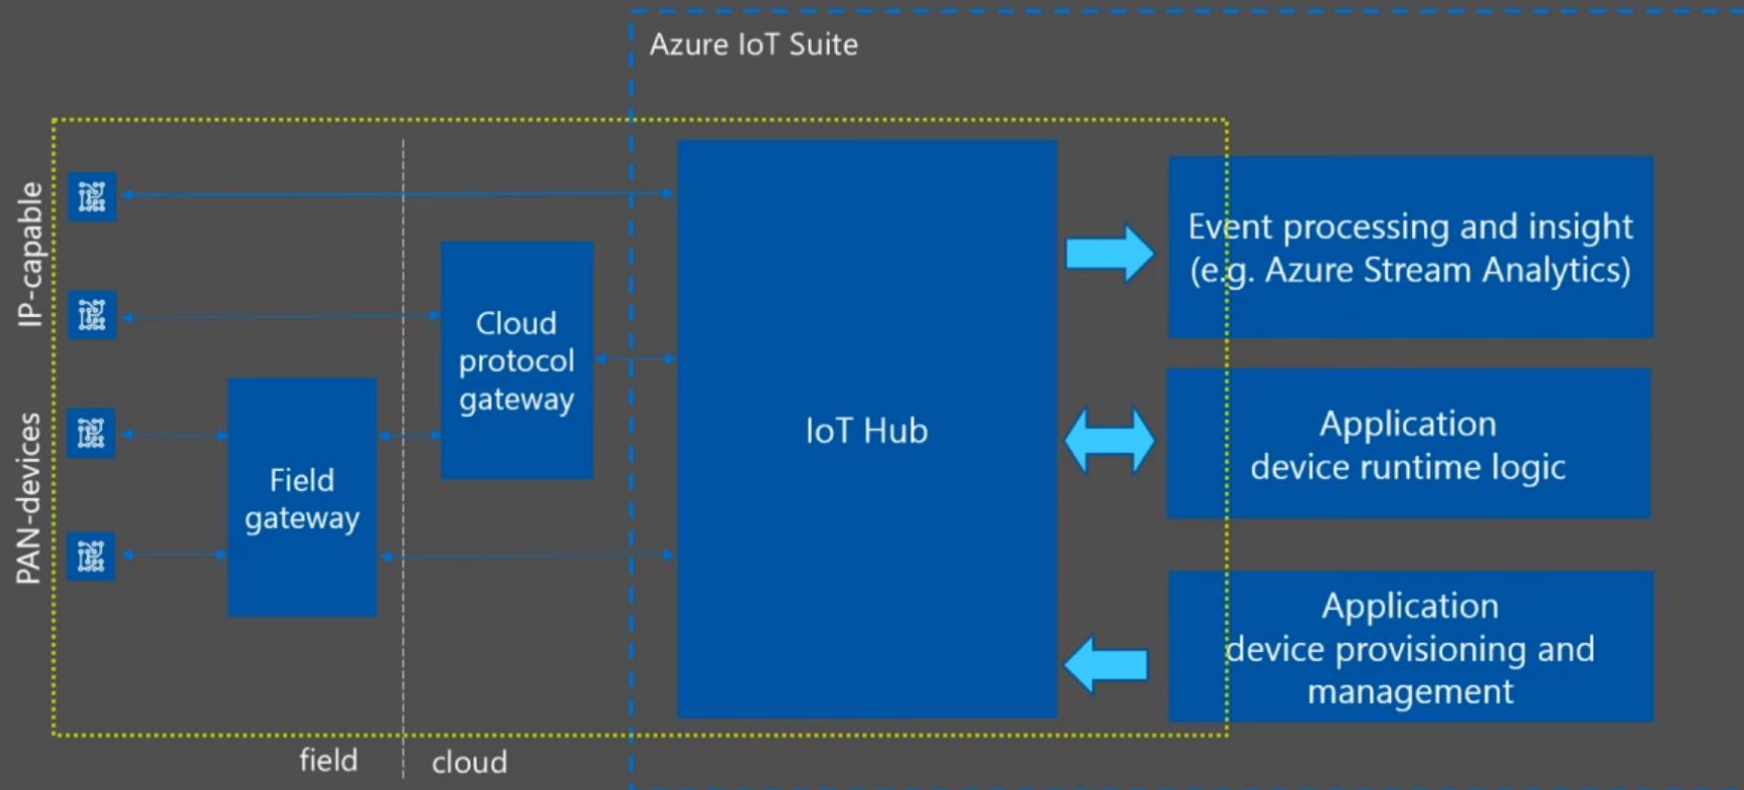 Azure IoT Suite
IP-capable
PAN-devices
Field
gateway
Cloud
protocol
gateway
IoT Hub
Event processing and insight
(e.g. Azure Stream Analytics)
Application
device runtime logic
Application
device provisioning and
management
field
cloud